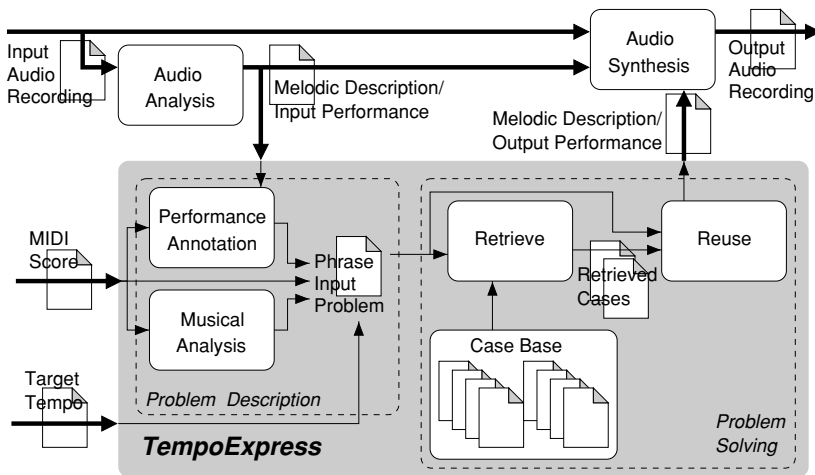 Input
Audio
Recording
Audio
Analysis
Melodic Description/
Input Performance
Audio
Synthesis
Output
Audio
Recording
Melodic Description/
Output Performance
MIDI
Score
Performance
Annotation
Musical
Analysis
Phrase
Input
Problem
Problem Description
Target
Tempo
TempoExpress
Retrieve
Retrieved
Cases
Reuse
Case Base
Problem
Solving